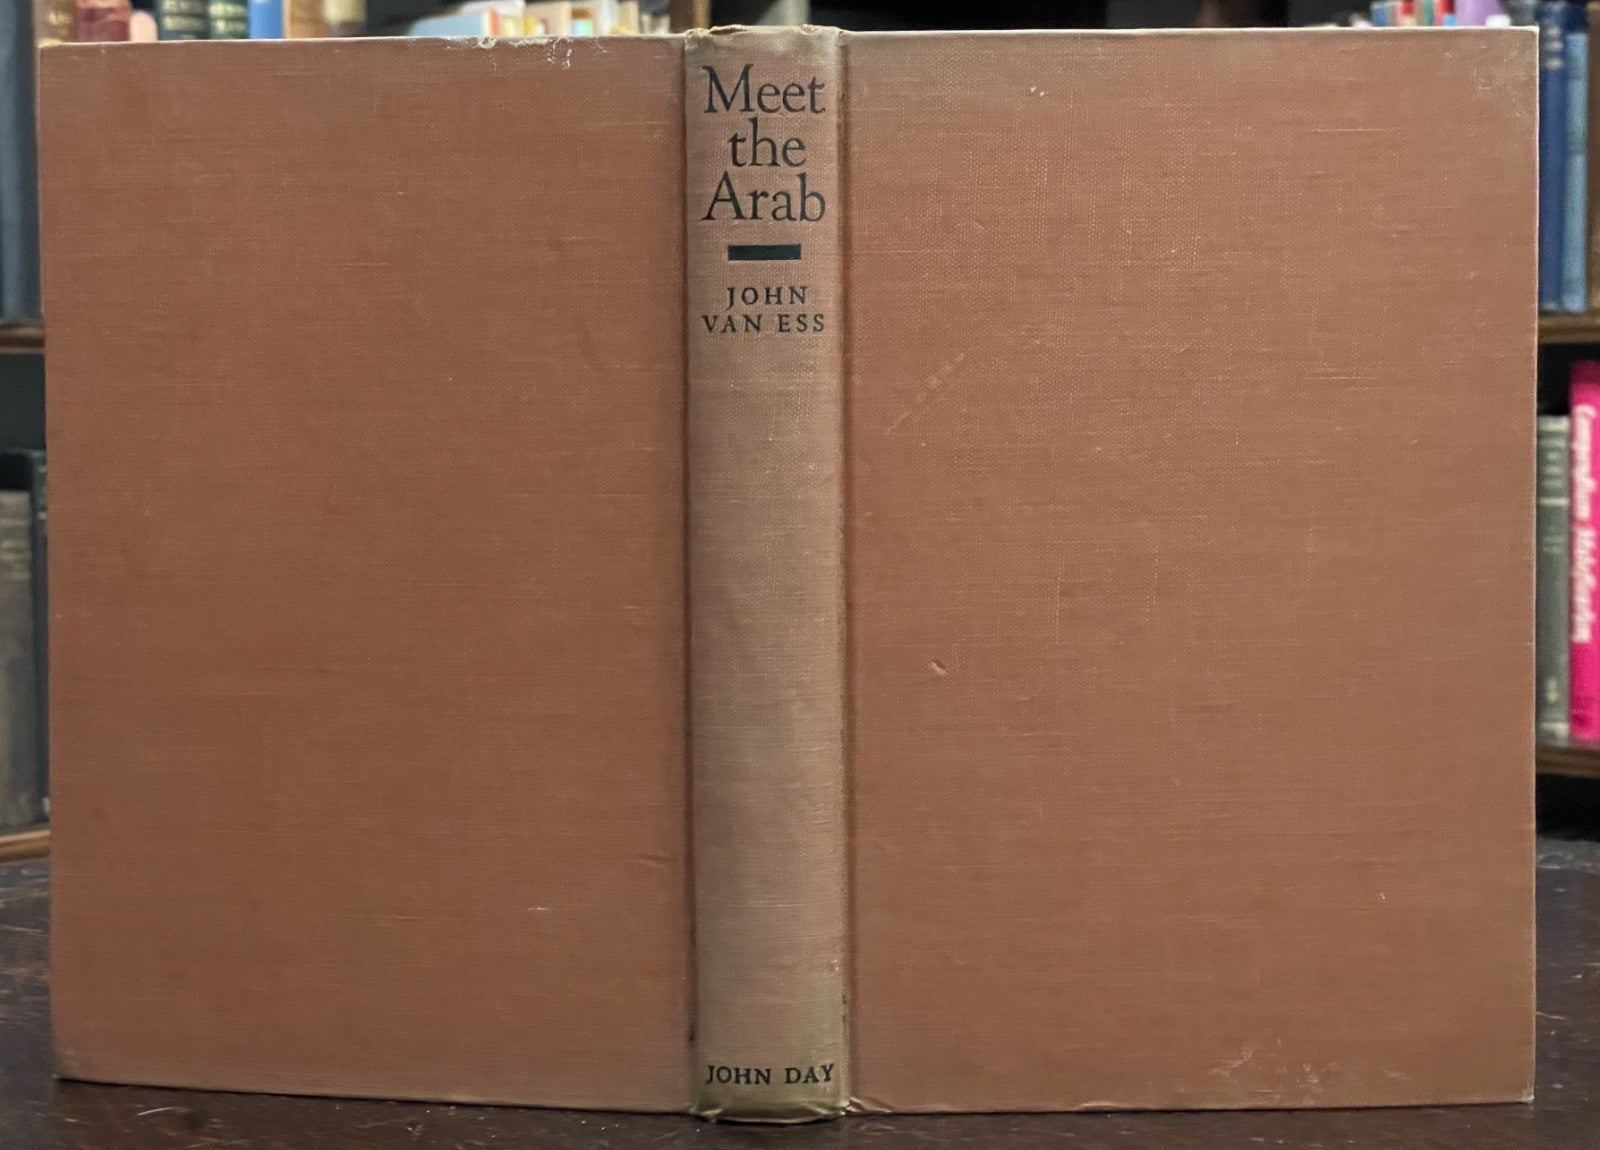 Meet
the
Arab
JOHN
VAN ESS
JOHN DAY